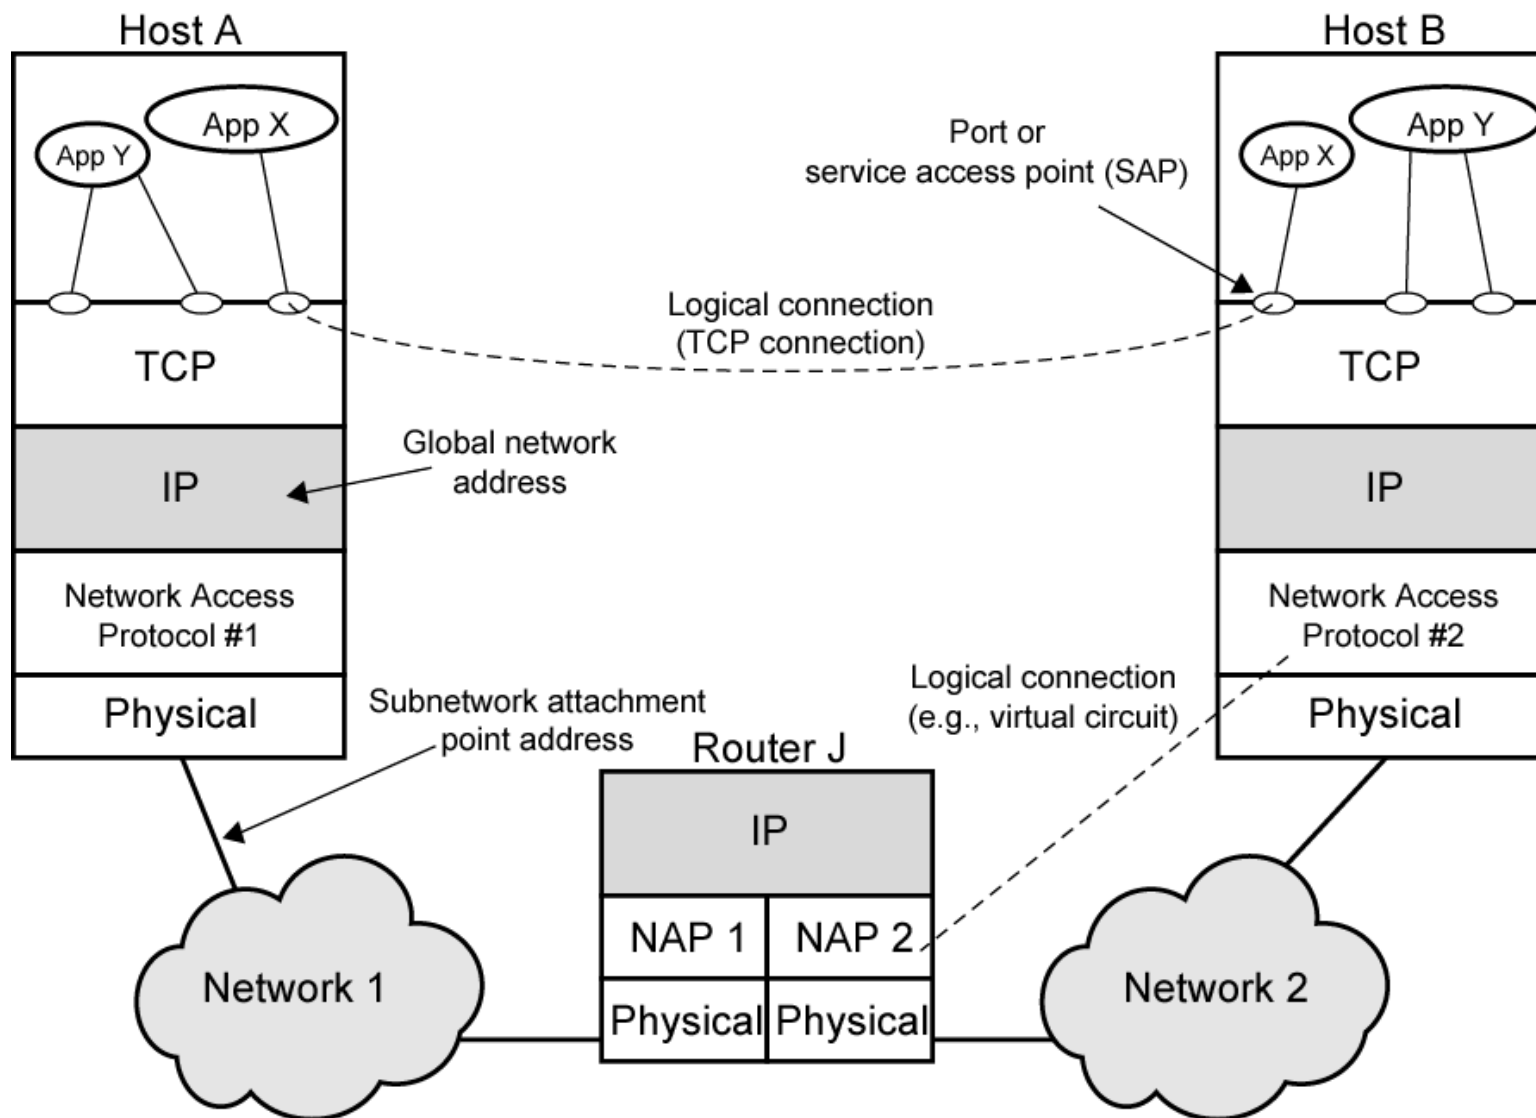 Host A
App Y
App X
TCP
IP
Network Access
Protocol #1
Physical
Port or
service access point (SAP)
Logical connection
(TCP connection)
Global network
address
Subnetwork attachment
point address
Logical connection
(e.g., virtual circuit)
Host B
App X
App Y
TCP
IP
Network Access
Protocol #2
Physical
Router J
IP
NAP 1
NAP 2
Physical
Physical
Network 1
Network 2